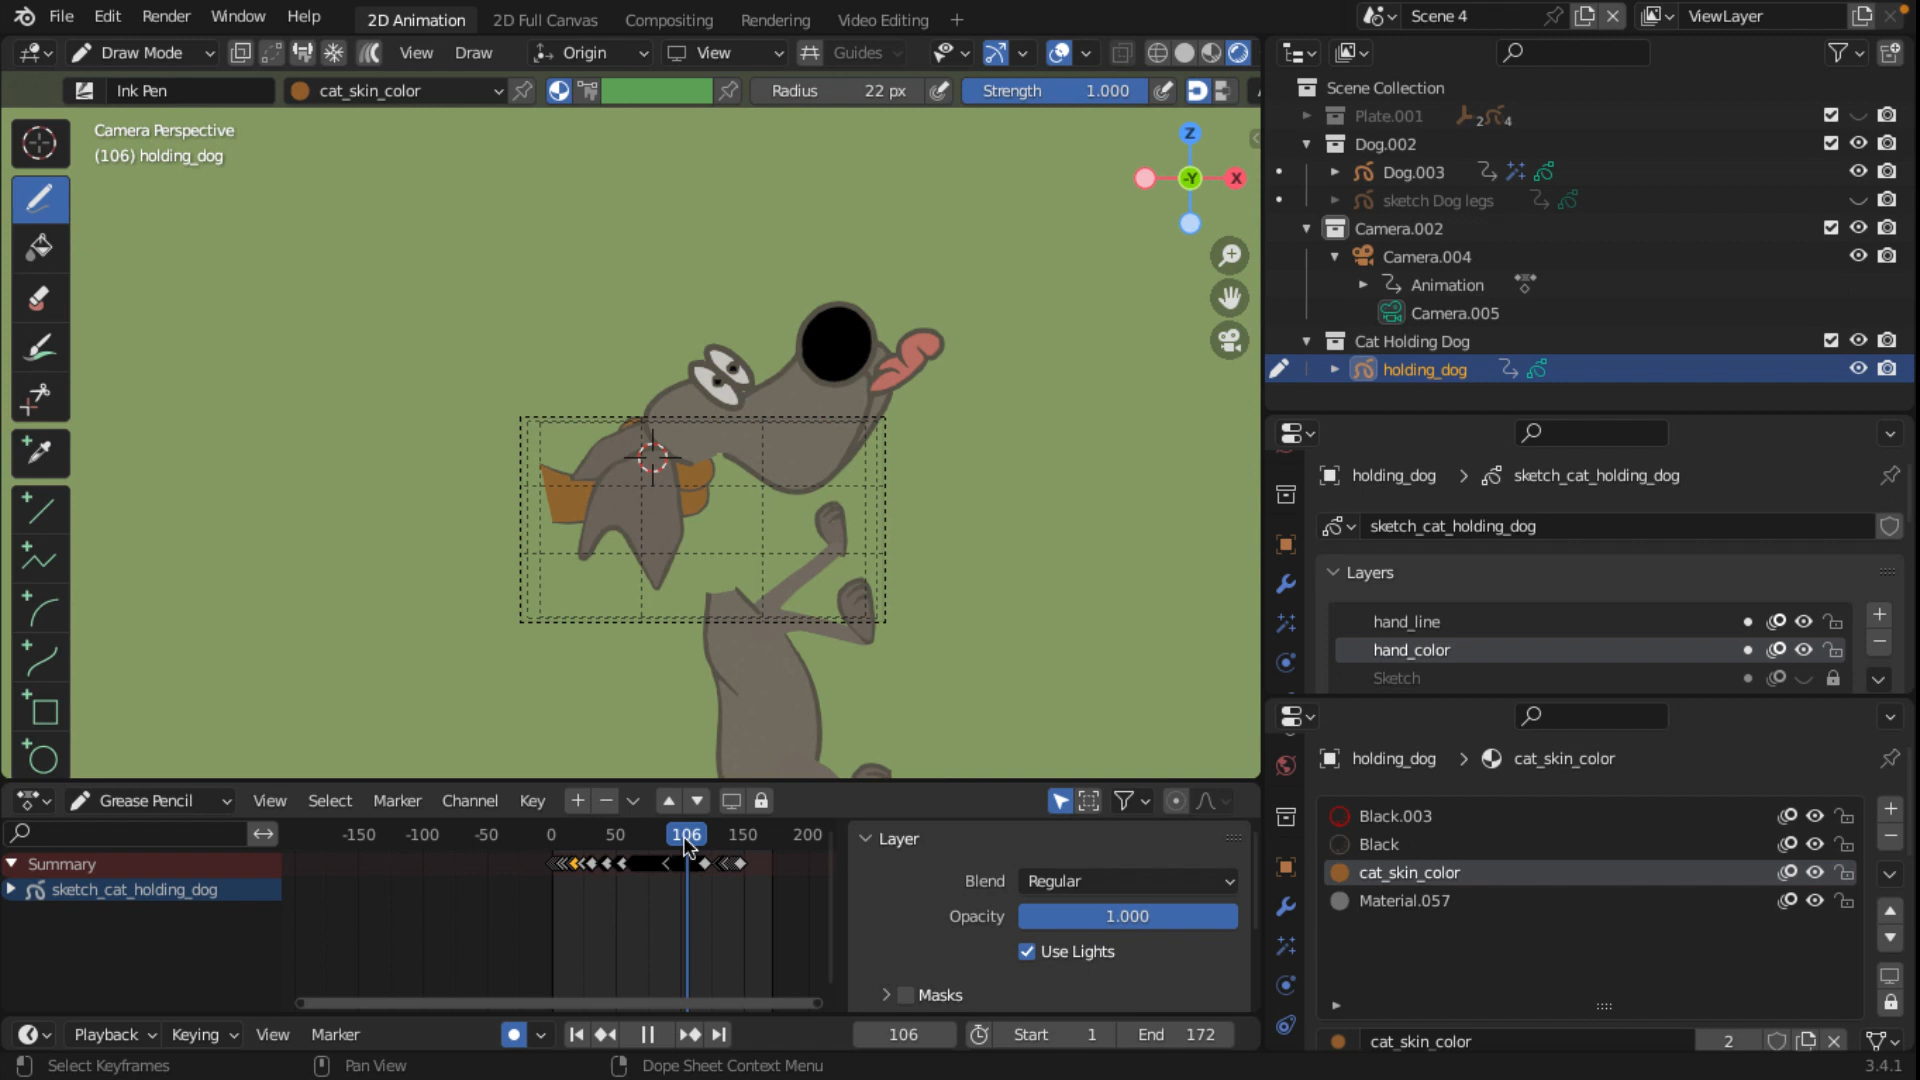 File Edit Render Window Help 2D Animation 2D Full Canvas Compositing Rendering Video Editing + Scene 4 ViewLayer
Draw Mode View Draw Origin View Guides
Ink Pen cat_skin_color Radius 22 px Strength 1.000
Camera Perspective
(106) holding_dog
Z
-Y
X
Scene Collection
Plate.001 2 4
Dog.002
Dog.003
sketch Dog legs
Camera.002
Camera.004
Animation
Camera.005
Cat Holding Dog
holding_dog
holding_dog > sketch_cat_holding_dog
sketch_cat_holding_dog
Layers
hand_line
hand_color
Sketch
holding_dog > cat_skin_color
Black.003
Black
cat_skin_color
Material.057
cat_skin_color 2
Grease Pencil View Select Marker Channel Key
-150 -100 -50 0 50 106 150 200
Summary
sketch_cat_holding_dog
Layer
Blend Regular
Opacity 1.000
Use Lights
Masks
Playback Keying View Marker 106 Start 1 End 172
Select Keyframes Pan View Dope Sheet Context Menu 3.4.1